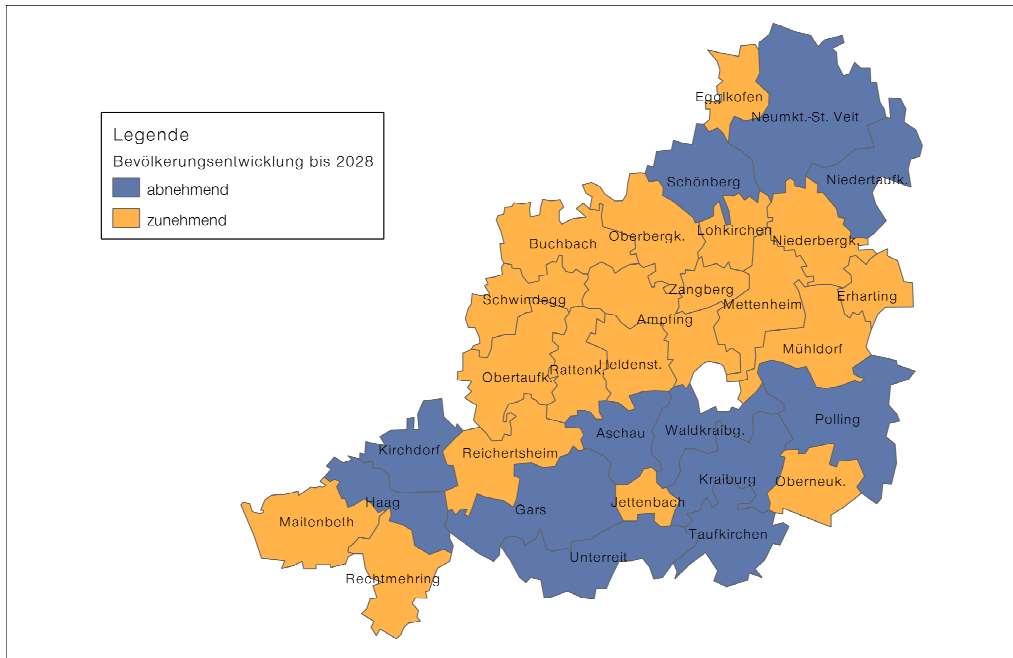 Legende
Bevölkerungsentwicklung bis 2028
abnehmend
zunehmend
Egglkofen
Neumkt.-St. Veit
Schönberg
Niedertaufk.
Buchbach
Oberbergk.
Lohkirchen
Niederbergk.
Schwindegg
Zangberg
Mettenheim
Erharting
Ampfing
Mühldorf
Obertaufk.
Rattenk.
Heldenst.
Kirchdorf
Reichertsheim
Aschau
Waldkraibg.
Polling
Haag
Maitenbeth
Gars
Jettenbach
Kraiburg
Oberneuk.
Rechtmehring
Unterreit
Taufkirchen